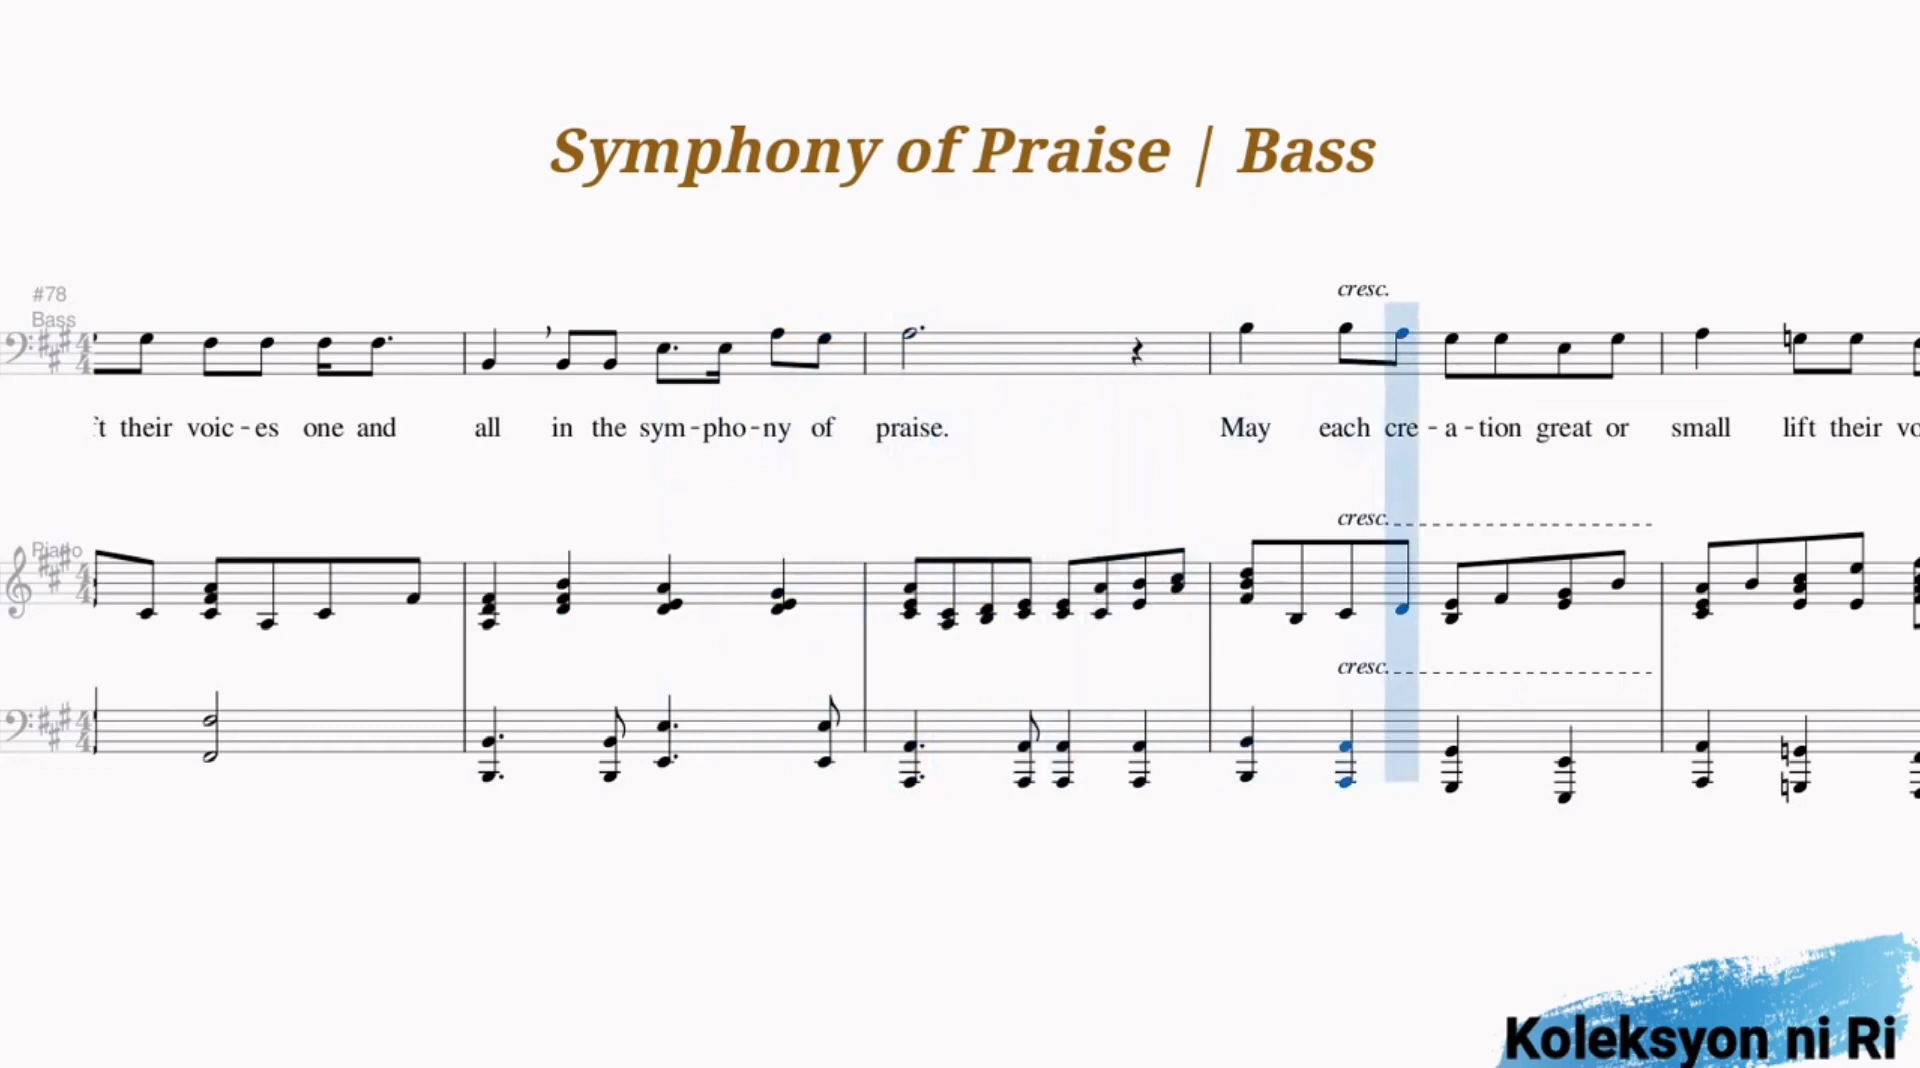 Symphony of Praise | Bass
#78
Bass
cresc.
their voic - es one and all in the sym - pho - ny of praise. May each cre - a - tion great or small lift their
Piano
cresc.
cresc.
Koleksyon ni Ri